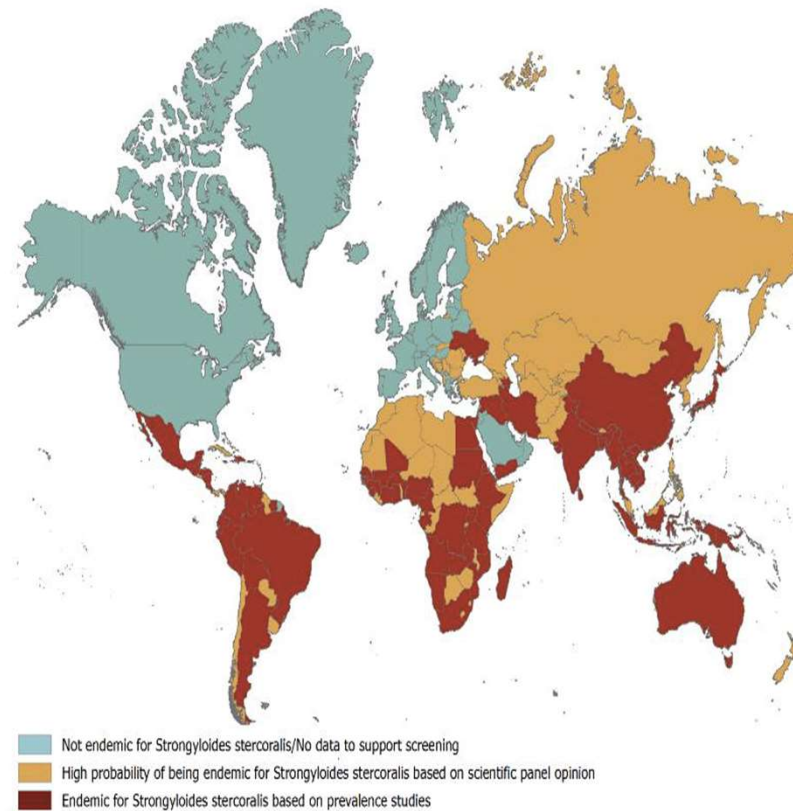 Not endemic for Strongyloides stercoralis/No data to support screening
High probability of being endemic for Strongyloides stercoralis based on scientific panel opinion
Endemic for Strongyloides stercoralis based on prevalence studies